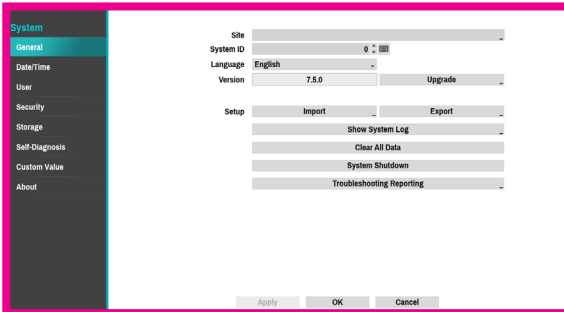 System
General
Date/Time
User
Security
Storage
Self-Diagnosis
Custom Value
About
Site
System ID 0
Language English
Version 7.5.0 Upgrade
Setup Import Export
Show System Log
Clear All Data
System Shutdown
Troubleshooting Reporting
Apply OK Cancel